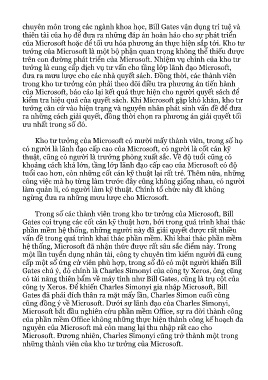 chuyên môn trong các ngành khoa học, Bill Gates vận dụng trí tuệ và
thiên tài của họ để đưa ra những đáp án hoàn hảo cho sự phát triển
của Microsoft hoặc để tối ưu hóa phương án thực hiện sắp tới. Kho tư
tưởng của Microsoft là một bộ phận quan trọng không thể thiếu được
trên con đường phát triển của Microsoft. Nhiệm vụ chính của kho tư
tưởng là cung cấp dịch vụ tư vấn cho tầng lớp lãnh đạo Microsoft,
đưa ra mưu lược cho các nhà quyết sách. Đồng thời, các thành viên
trong kho tư tưởng còn phải theo dõi điều tra phương án tiến hành
của Microsoft, báo cáo lại kết quả thực hiện cho người quyết sách để
kiểm tra hiệu quả của quyết sách. Khi Microsoft gặp khó khăn, Kho tư
tưởng căn cứ vào hiện trạng và nguyên nhân phát sinh vấn đề để đưa
ra những cách giải quyết, đồng thời chọn ra phương án giải quyết tối
ưu nhất trong số đó.
Kho tư tưởng của Microsoft có mười mấy thành viên, trong số họ
có người là lãnh đạo cấp cao của Microsoft, có người là cốt cán kỹ
thuật, cũng có người là trưởng phòng xuất sắc. Về độ tuổi cũng có
khoảng cách khá lớn, tầng lớp lãnh đạo cấp cao của Microsoft có độ
tuổi cao hơn, còn những cốt cán kỹ thuật lại rất trẻ. Thêm nữa, những
công việc mà họ từng làm trước đây cũng không giống nhau, có người
làm quản lí, có người làm kỹ thuật. Chính tổ chức này đã không
ngừng đưa ra những mưu lược cho Microsoft.
Trong số các thành viên trong kho tư tưởng của Microsoft, Bill
Gates coi trọng các cốt cán kỹ thuật hơn, bởi trong quá trình khai thác
phần mềm hệ thống, những người này đã giải quyết được rất nhiều
vấn đề trong quá trình khai thác phần mềm. Khi khai thác phần mềm
hệ thống, Microsoft đã nhận thức được rất sâu sắc điểm này. Trong
một lần tuyển dụng nhân tài, công ty chuyên tìm kiếm người đã cung
cấp một số ứng cử viên phù hợp, trong số đó có một người khiến Bill
Gates chú ý, đó chính là Charles Simonyi của công ty Xerox, ông cũng
có tài năng thiên bẩm về máy tính như Bill Gates, cũng là trụ cột của
công ty Xerox. Để khiến Charles Simonyi gia nhập Microsoft, Bill
Gates đã phải đích thân ra mặt mấy lần, Charles Simon cuối cùng
cũng đồng ý về Microsoft. Dưới sự lãnh đạo của Charles Simonyi,
Microsoft bắt đầu nghiên cứu phần mềm Office, sự ra đời thành công
của phần mềm Office không những thực hiện thành công kế hoạch đa
nguyên của Microsoft mà còn mang lại thu nhập rất cao cho
Microsoft. Đương nhiên, Charles Simonyi cũng trở thành một trong
những thành viên của kho tư tưởng của Microsoft.